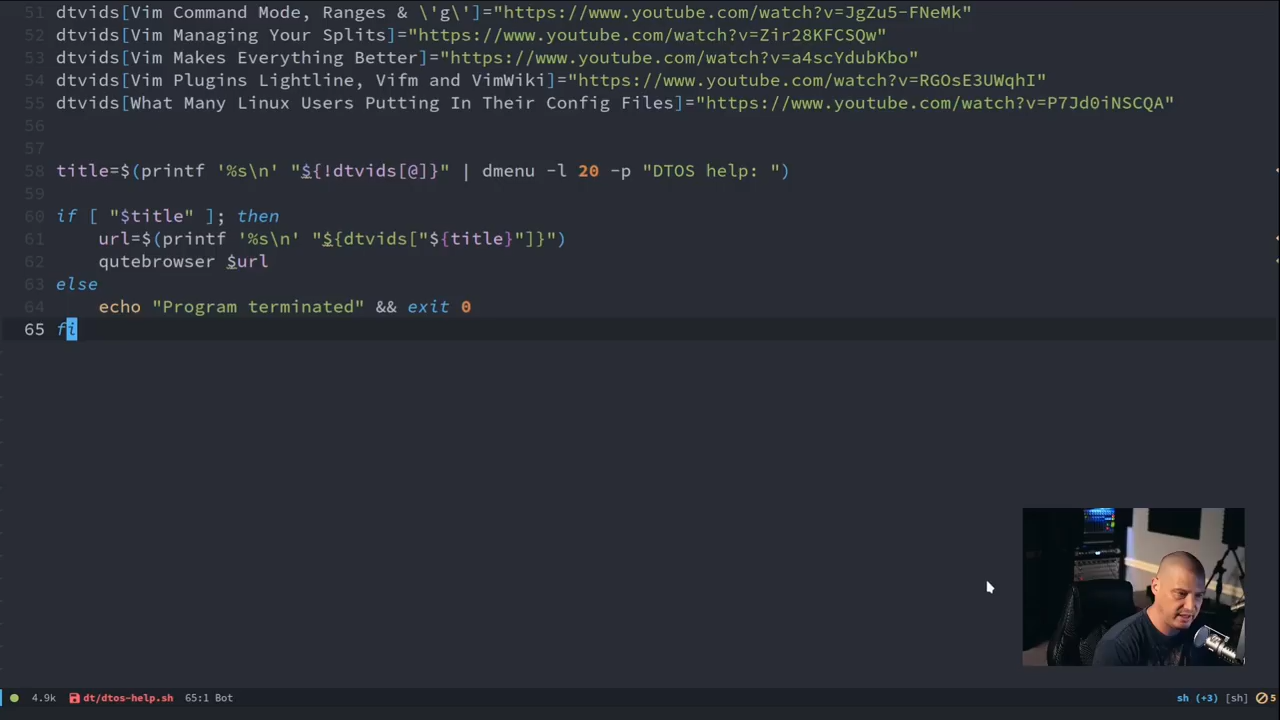 51 dtvids[Vim Command Mode, Ranges & \'g\']="https://www.youtube.com/watch?v=JgZu5-FNeMk"
52 dtvids[Vim Managing Your Splits]="https://www.youtube.com/watch?v=Zir28KFCSQw"
53 dtvids[Vim Makes Everything Better]="https://www.youtube.com/watch?v=a4scYdubKbo"
54 dtvids[Vim Plugins Lightline, Vifm and VimWiki]="https://www.youtube.com/watch?v=RGOsE3UWqhI"
55 dtvids[What Many Linux Users Putting In Their Config Files]="https://www.youtube.com/watch?v=P7Jd0iNSCQA"
56
57
58 title=$(printf '%s\n' "${!dtvids[@]}" | dmenu -l 20 -p "DTOS help: ")
59
60 if [ "$title" ]; then
61 url=$(printf '%s\n' "${dtvids["${title}"]}")
62 qutebrowser $url
63 else
64 echo "Program terminated" && exit 0
65 fi
4.9k dt/dtos-help.sh 65:1 Bot sh (+3) [sh] 5